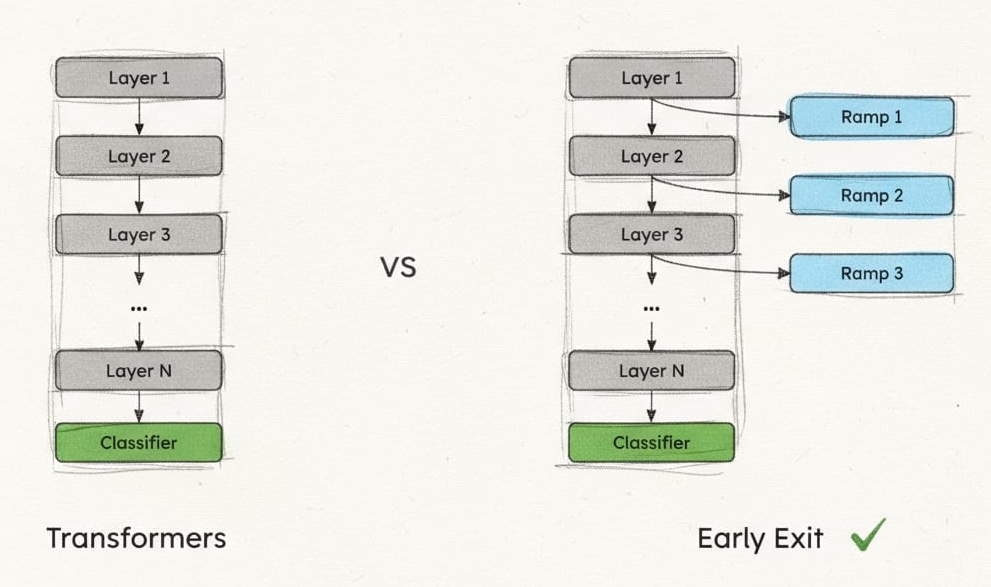 Layer 1
Layer 2
Layer 3
...
Layer N
Classifier
Transformers
VS
Layer 1
Ramp 1
Layer 2
Ramp 2
Layer 3
Ramp 3
...
Layer N
Classifier
Early Exit